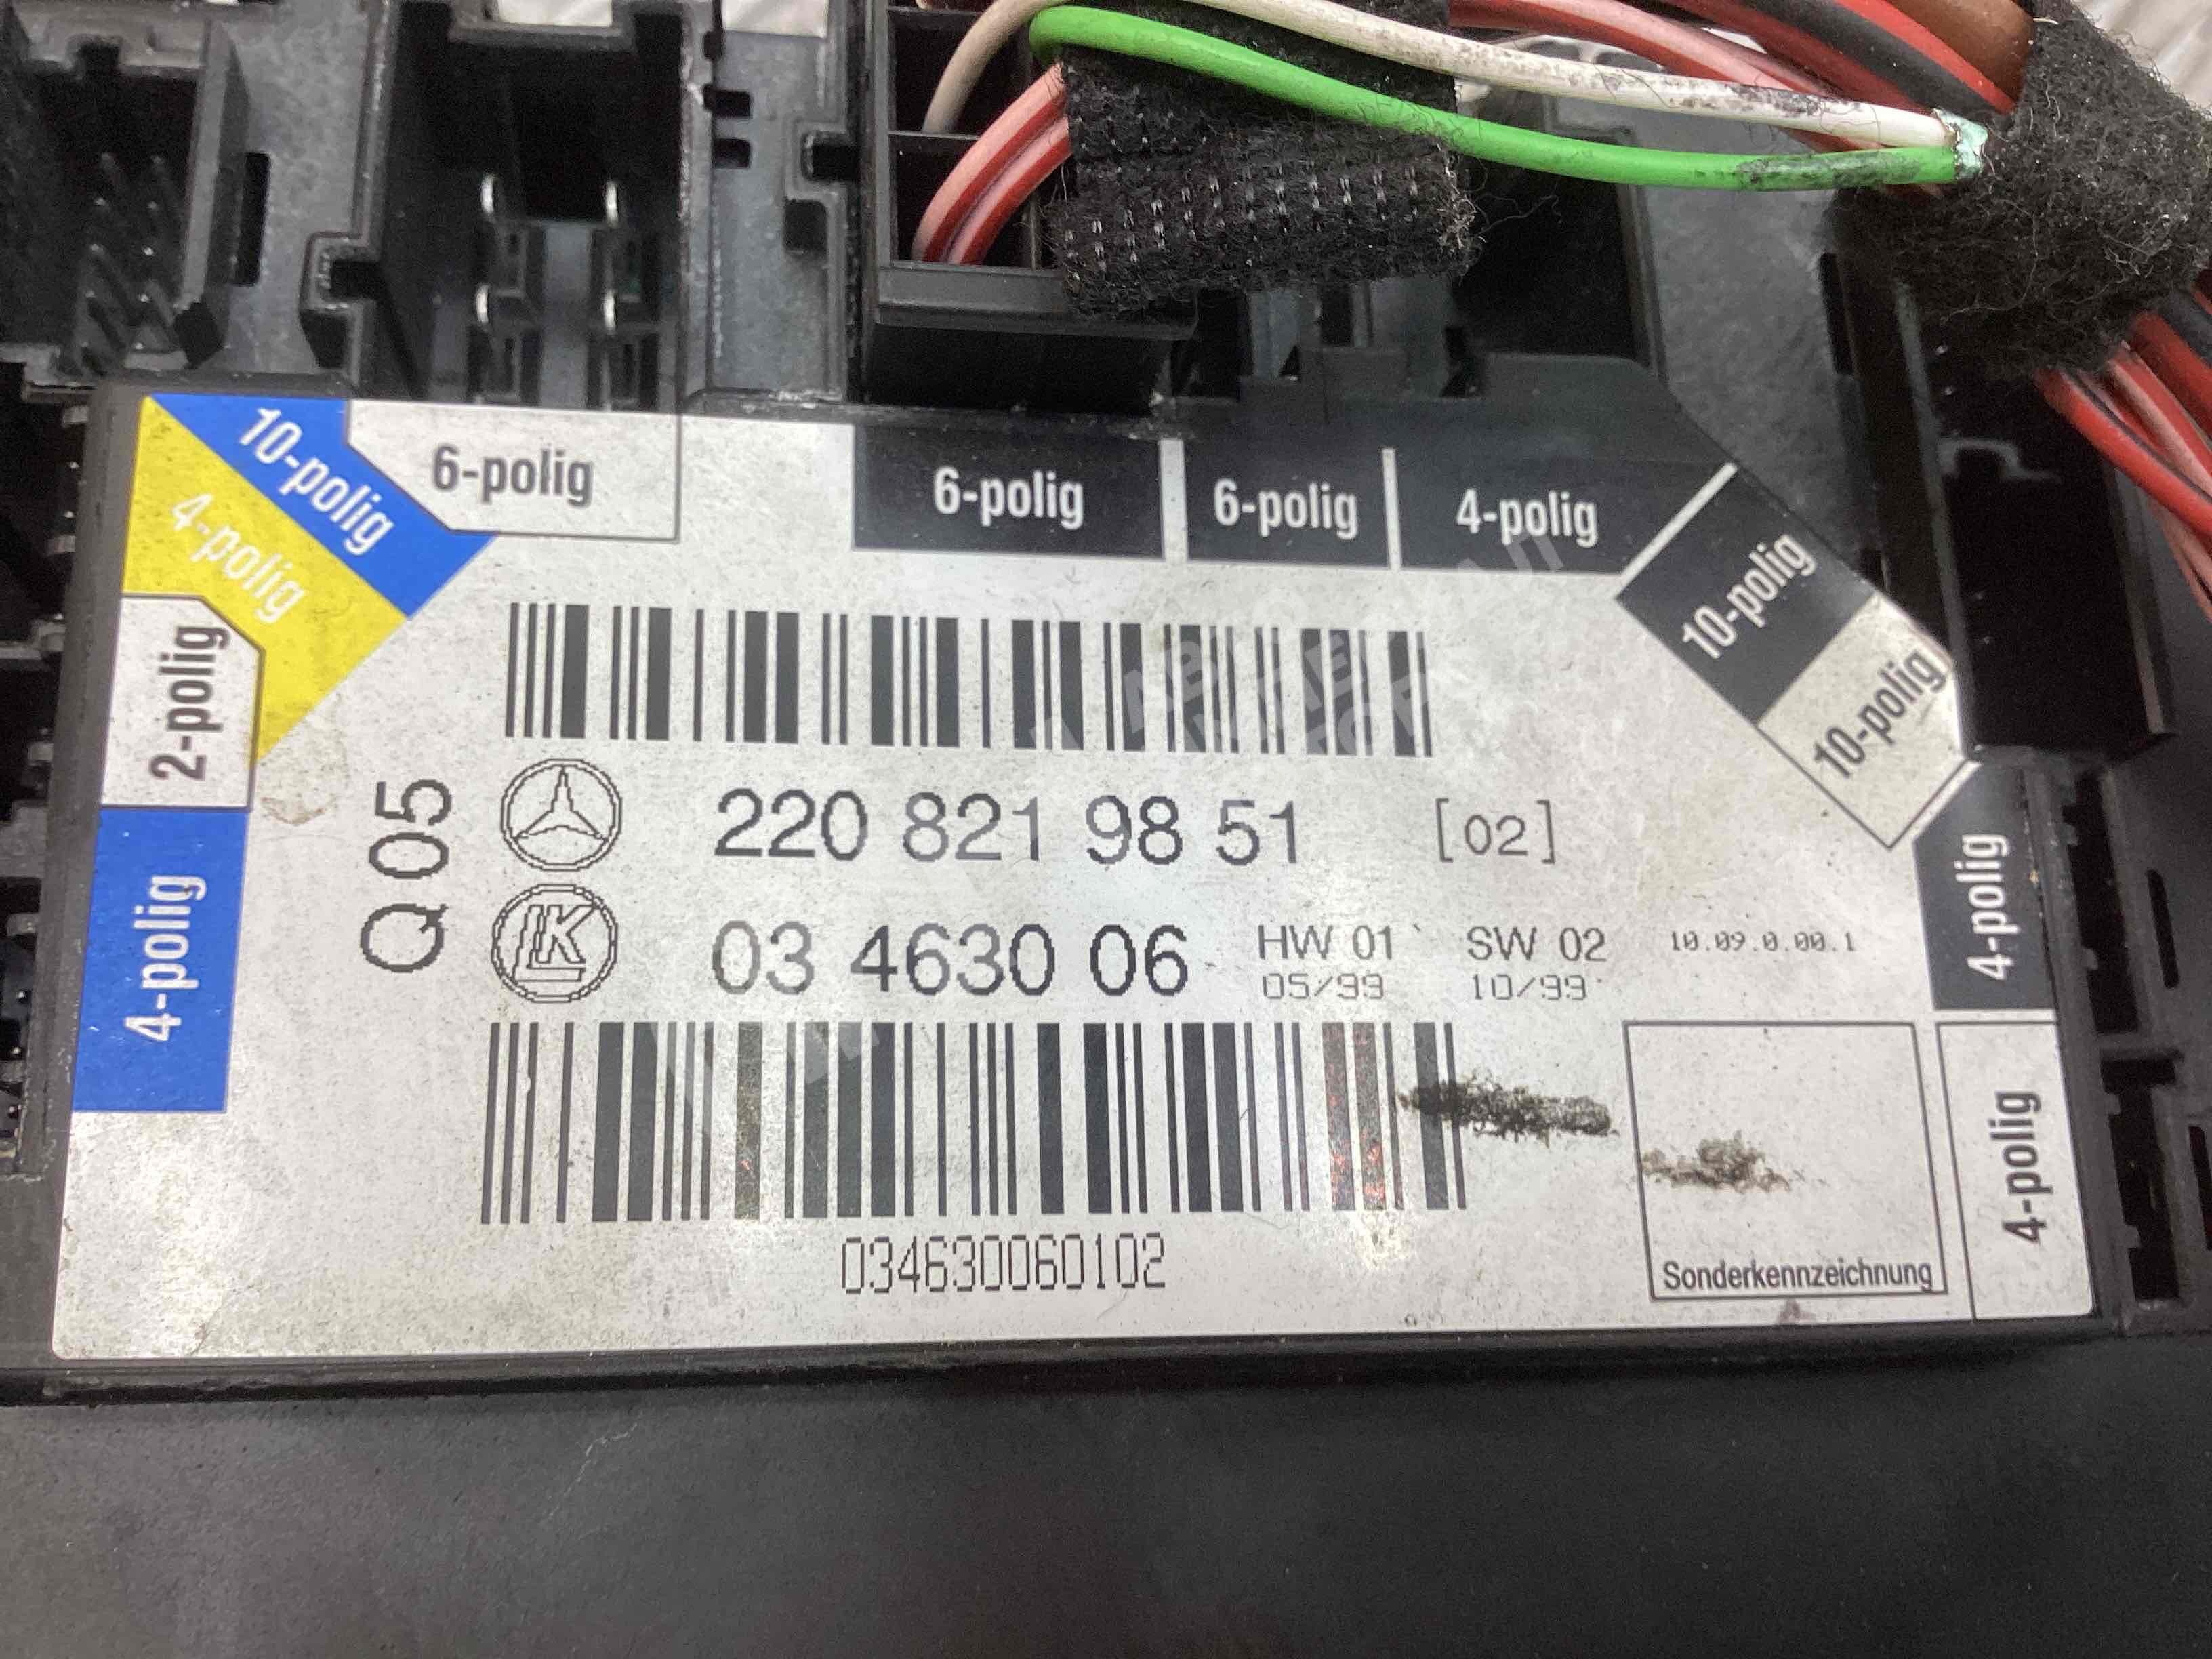 10-polig
6-polig
6-polig
6-polig
4-polig
10-polig
10-polig
4-polig
2-polig
4-polig
Q 05
220 821 98 51 [02]
LK
03 4630 06 HW 01 SW 02 10.09.0.00.1
05/99 10/99
034630060102
4-polig
4-polig
Sonderkennzeichnung